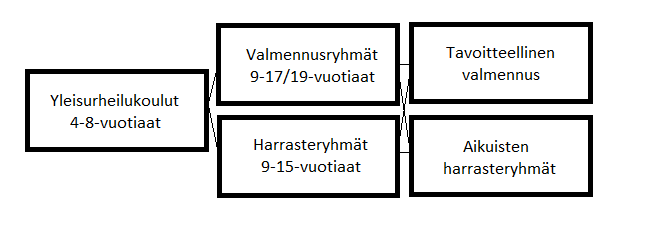 Yleisurheilukoulut
4-8-vuotiaat
Valmennusryhmät
9-17/19-vuotiaat
Harrasteryhmät
9-15-vuotiaat
Tavoitteellinen
valmennus
Aikuisten
harrasteryhmät